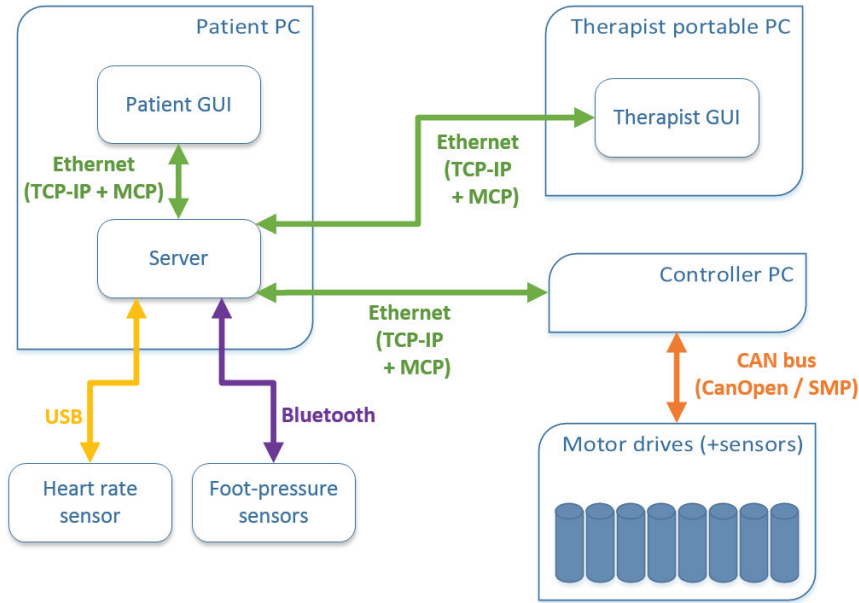 Patient PC
Patient GUI
Ethernet
(TCP-IP + MCP)
Server
USB
Bluetooth
Heart rate
sensor
Foot-pressure
sensors
Therapist portable PC
Therapist GUI
Ethernet
(TCP-IP
+ MCP)
Controller PC
Ethernet
(TCP-IP
+ MCP)
CAN bus
(CanOpen / SMP)
Motor drives (+sensors)